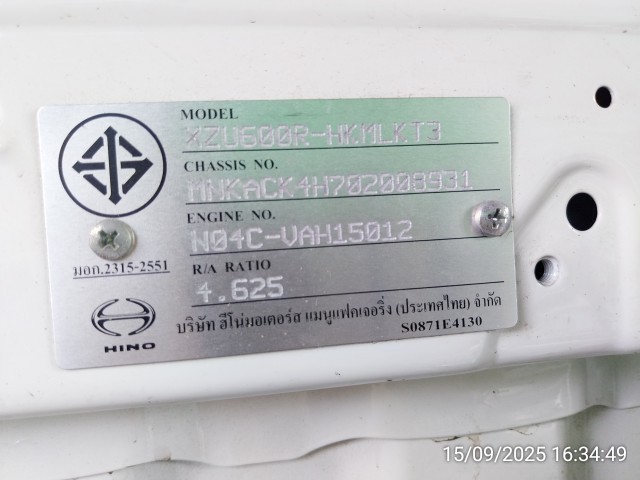 MODEL
XZU600R-HKMLKT3
CHASSIS NO.
MNKACK4H702008931
ENGINE NO.
N04C-VAH15012
มอก.2315-2551
R/A RATIO
4.625
HINO
บริษัท ฮีโน่มอเตอร์ส แมนูแฟคเจอริ่ง (ประเทศไทย) จำกัด
S0871E4130
15/09/2025 16:34:49